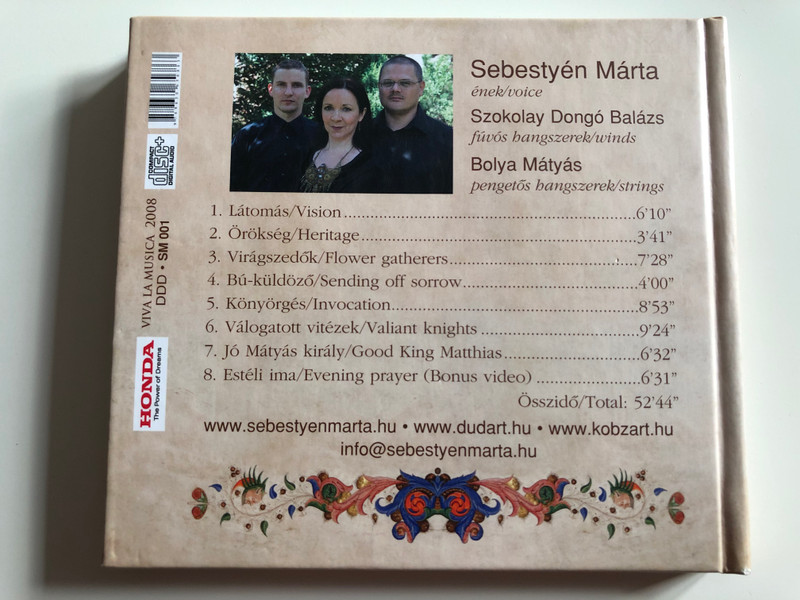 Sebestyén Márta
ének/voice
Szokolay Dongó Balázs
fúvós hangszerek/winds
Bolya Mátyás
pengetős hangszerek/strings
1. Látomás/Vision....................6'10"
2. Örökség/Heritage....................3'41"
3. Virágszedők/Flower gatherers....................7'28"
4. Bú-küldöző/Sending off sorrow....................4'00"
5. Könyörgés/Invocation....................8'53"
6. Válogatott vitézek/Valiant knights....................9'24"
7. Jó Mátyás király/Good King Matthias....................6'32"
8. Estéli ima/Evening prayer (Bonus video)....................6'31"
Összidő/Total: 52'44"
www.sebestyenmarta.hu • www.dudart.hu • www.kobzart.hu
info@sebestyenmarta.hu
COMPACT
disc+
DIGITAL AUDIO
VIVA LA MUSICA 2008
DDD • SM 001
HONDA
The Power of Dreams